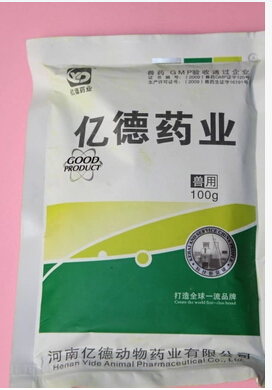 亿德药业
兽药 GMP验收通过企业
亿德药业
GOOD
PRODUCT
兽用
100g
打造全球一流品牌
Create the world first-class brand
河南亿德动物药业有限公司
Henan Yide Animal Pharmaceutical Co., Ltd.